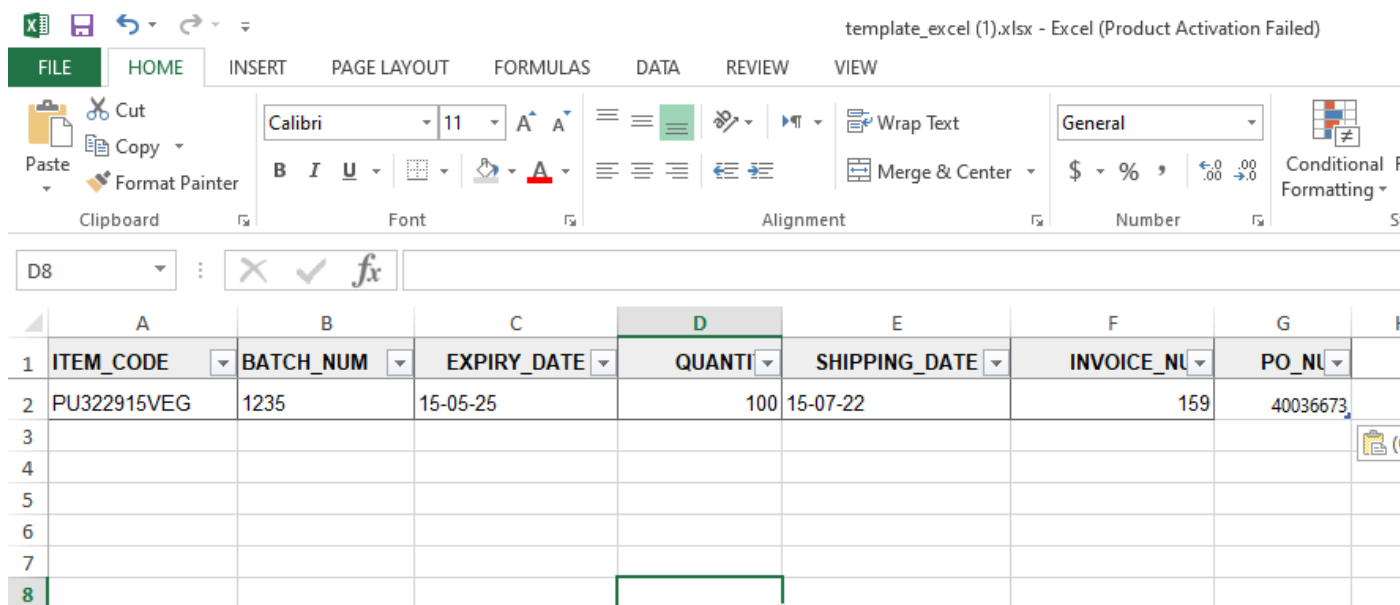 template_excel (1).xlsx - Excel (Product Activation Failed)
FILE HOME INSERT PAGE LAYOUT FORMULAS DATA REVIEW VIEW
Paste
Cut
Copy
Format Painter
Clipboard
Calibri 11
B I U A
Font
Wrap Text
Merge & Center
Alignment
General
$ % ,
Number
Conditional
Formatting
D8
fx
A B C D E F G
1 ITEM_CODE BATCH_NUM EXPIRY_DATE QUANTI SHIPPING_DATE INVOICE_NU PO_NU
2 PU322915VEG 1235 15-05-25 100 15-07-22 159 40036673
3
4
5
6
7
8